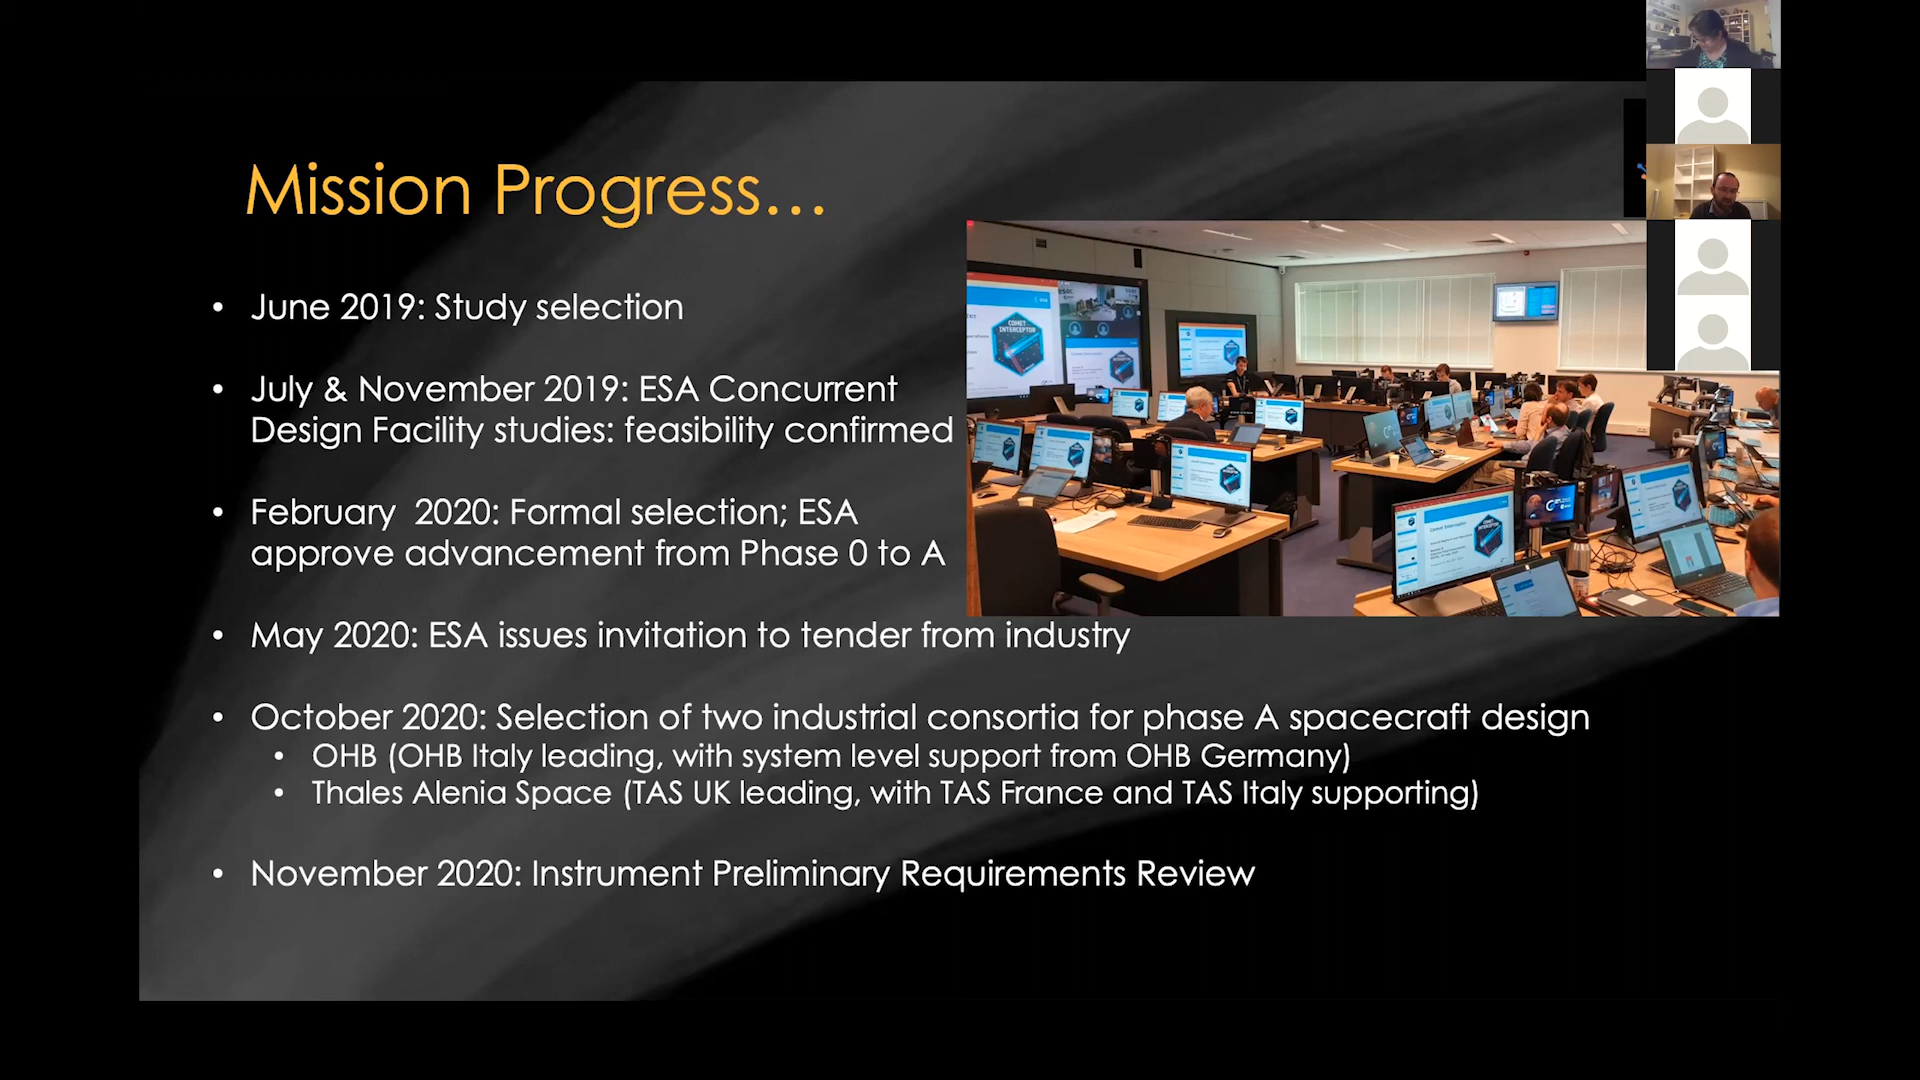 Mission Progress...
• June 2019: Study selection
• July & November 2019: ESA Concurrent
Design Facility studies: feasibility confirmed
• February 2020: Formal selection; ESA
approve advancement from Phase 0 to A
• May 2020: ESA issues invitation to tender from industry
• October 2020: Selection of two industrial consortia for phase A spacecraft design
• OHB (OHB Italy leading, with system level support from OHB Germany)
• Thales Alenia Space (TAS UK leading, with TAS France and TAS Italy supporting)
• November 2020: Instrument Preliminary Requirements Review
COMET
INTERCEPTOR